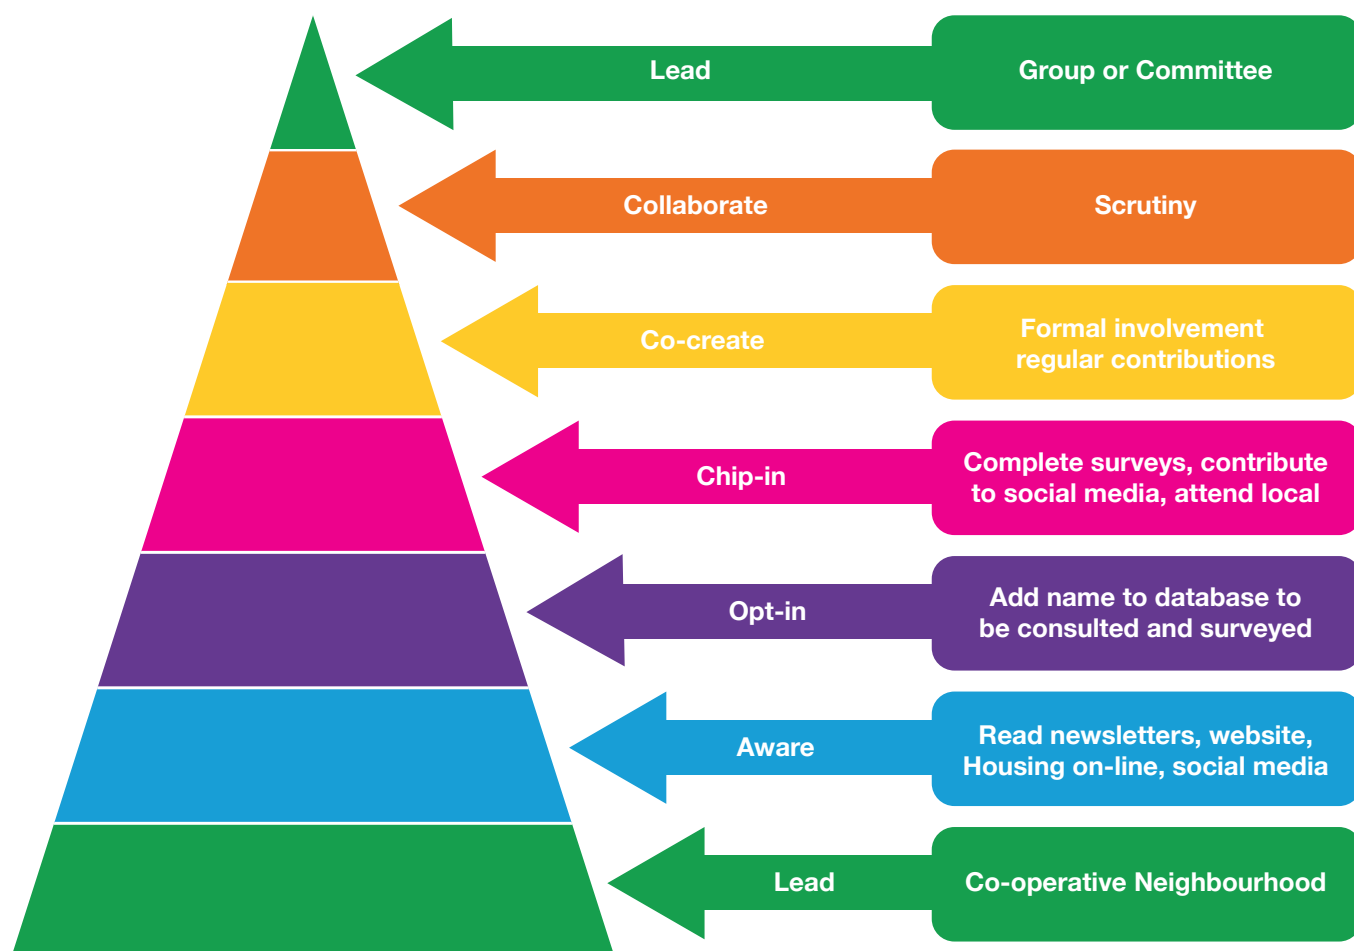 Lead
Group or Committee
Collaborate
Scrutiny
Co-create
Formal involvement
regular contributions
Chip-in
Complete surveys, contribute
to social media, attend local
Opt-in
Add name to database to
be consulted and surveyed
Aware
Read newsletters, website,
Housing on-line, social media
Lead
Co-operative Neighbourhood